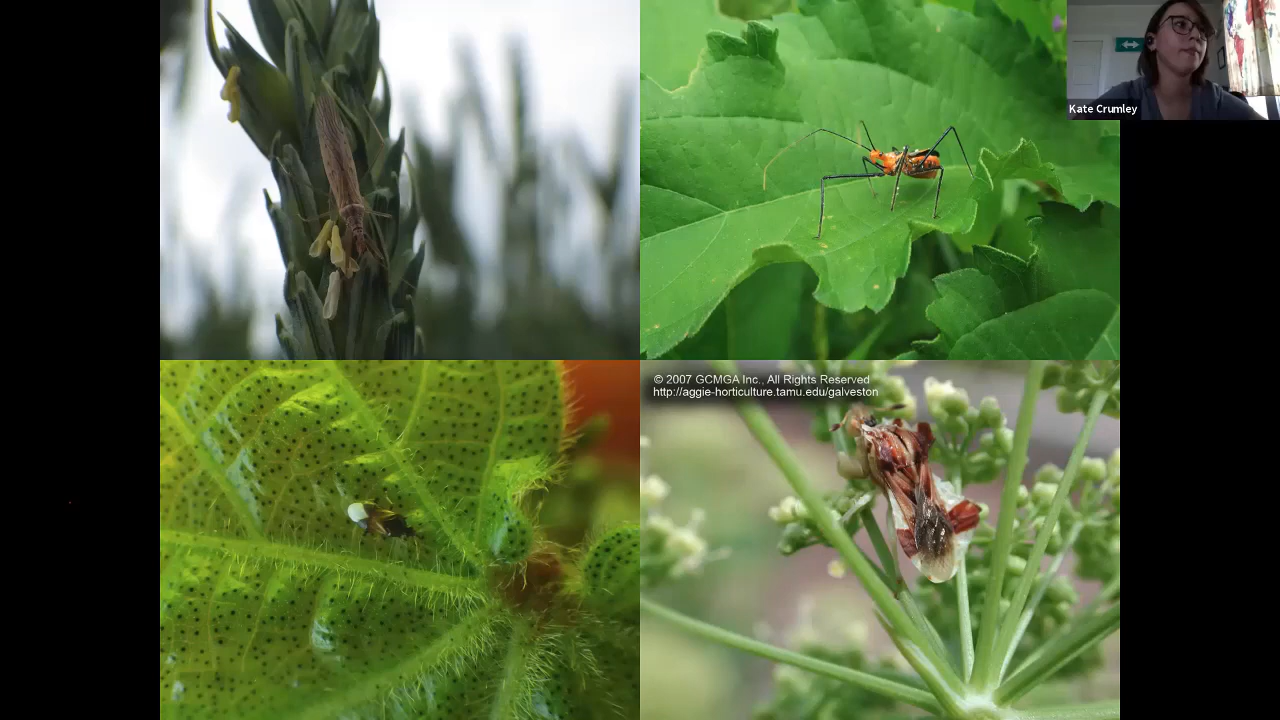 Kate Crumley
© 2007 GCMGA Inc., All Rights Reserved
http://aggie-horticulture.tamu.edu/galveston